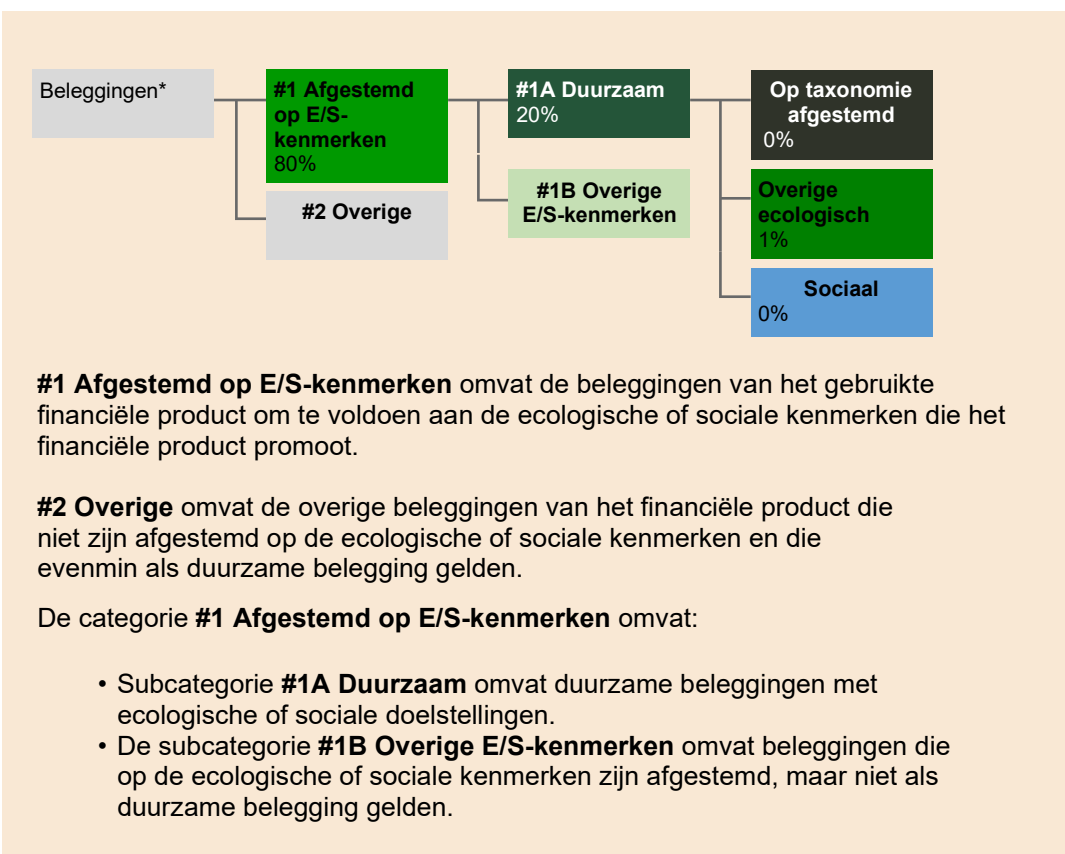 Beleggingen*
#1 Afgestemd
op E/S-
kenmerken
80%
#2 Overige
#1A Duurzaam
20%
#1B Overige
E/S-kenmerken
Op taxonomie
afgestemd
0%
Overige
ecologisch
1%
Sociaal
0%
#1 Afgestemd op E/S-kenmerken omvat de beleggingen van het gebruikte
financiële product om te voldoen aan de ecologische of sociale kenmerken die het
financiële product promoot.
#2 Overige omvat de overige beleggingen van het financiële product die
niet zijn afgestemd op de ecologische of sociale kenmerken en die
evenmin als duurzame belegging gelden.
De categorie #1 Afgestemd op E/S-kenmerken omvat:
• Subcategorie #1A Duurzaam omvat duurzame beleggingen met
ecologische of sociale doelstellingen.
• De subcategorie #1B Overige E/S-kenmerken omvat beleggingen die
op de ecologische of sociale kenmerken zijn afgestemd, maar niet als
duurzame belegging gelden.